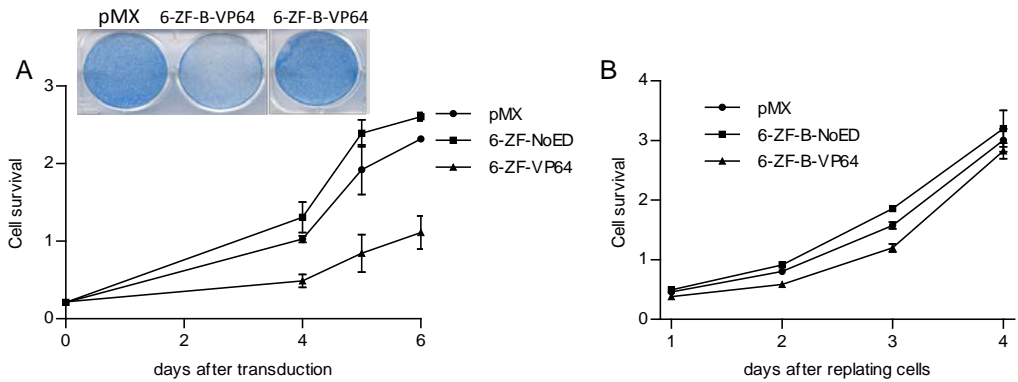 pMX 6-ZF-B-VP64 6-ZF-B-VP64
A
3
2
1
0
Cell survival
0 2 4 6
days after transduction
pMX
6-ZF-NoED
6-ZF-VP64
B
4
3
2
1
0
Cell survival
1 2 3 4
days after replating cells
pMX
6-ZF-B-NoED
6-ZF-B-VP64